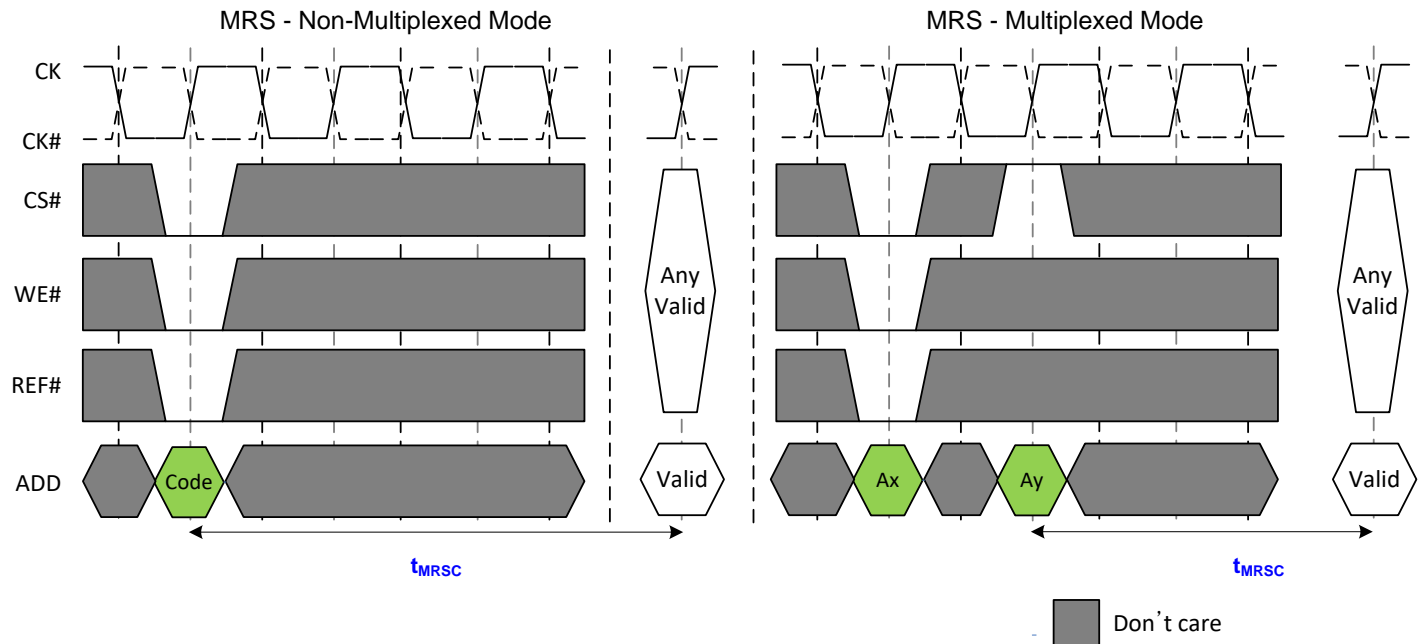 MRS - Non-Multiplexed Mode
MRS - Multiplexed Mode
CK
CK#
CS#
WE#
REF#
ADD
Any
Valid
Any
Valid
Code
Valid
Ax
Ay
Valid
tMRSC
tMRSC
Don't care